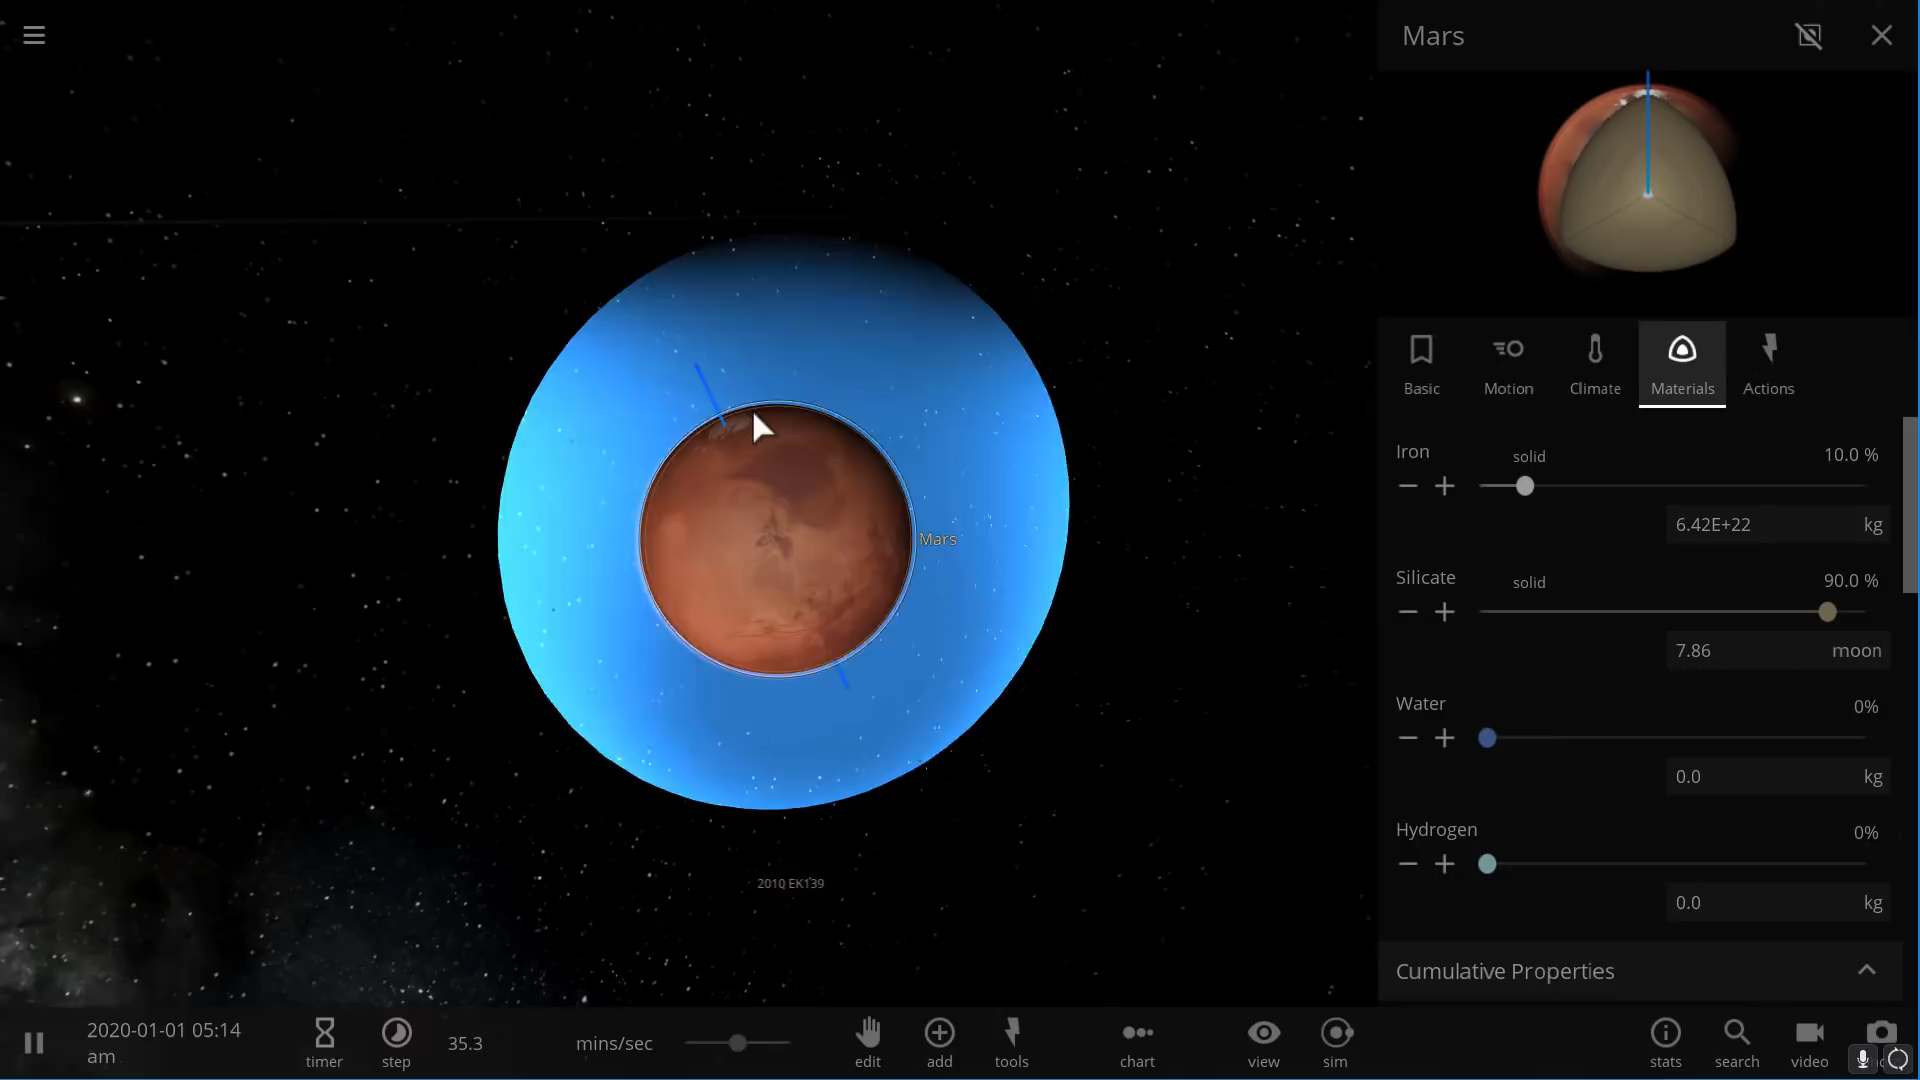 Mars
Basic
Motion
Climate
Materials
Actions
Iron
solid
10.0 %
6.42E+22 kg
Silicate
solid
90.0 %
7.86 moon
Water
0%
0.0 kg
Hydrogen
0%
0.0 kg
Cumulative Properties
Mars
2010 EK139
2020-01-01 05:14
am
timer
step
35.3
mins/sec
edit
add
tools
chart
view
sim
stats
search
video